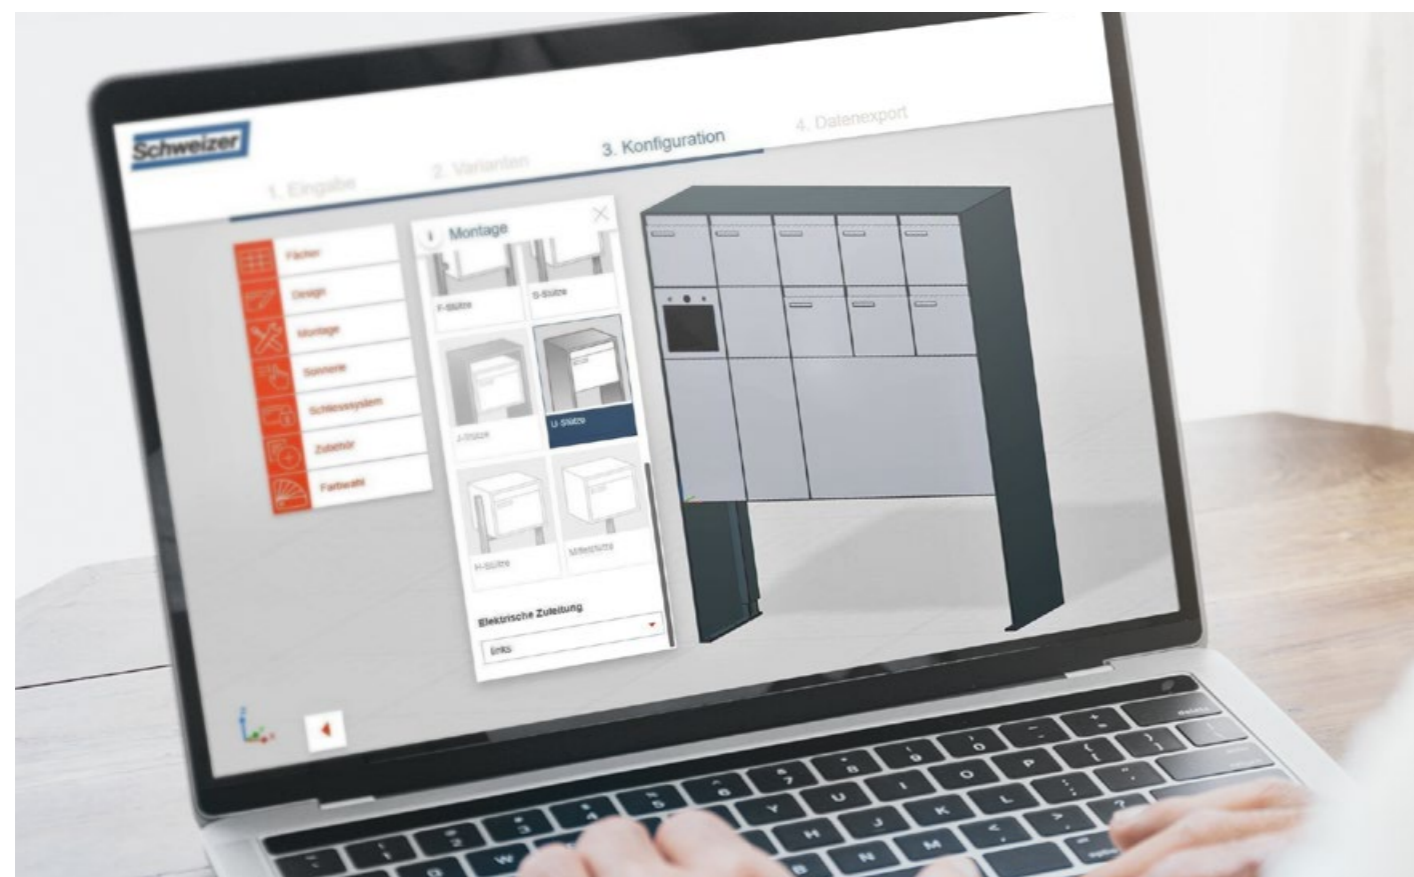 Schweizer
1. Eingabe
2. Varianten
3. Konfiguration
4. Datenexport
Fächer
Design
Montage
Sonnerie
Schliesssystem
Zubehör
Farbwahl
i Montage
F-Stütze
S-Stütze
J-Stütze
U-Stütze
H-Stütze
Mittelstütze
Elektrische Zuleitung
links
Z
X
delete
Y
U
I
O
P
H
J
K
L
N
M
W